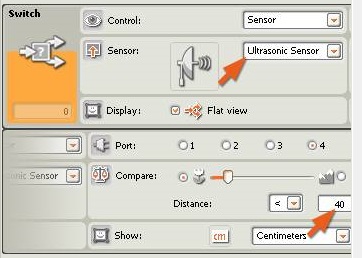 Switch
Control: Sensor
Sensor: Ultrasonic Sensor
0
Display: Flat view
Port: 1 2 3 4
nic Sensor
Compare:
Distance: < 40
Show: cm Centimeters